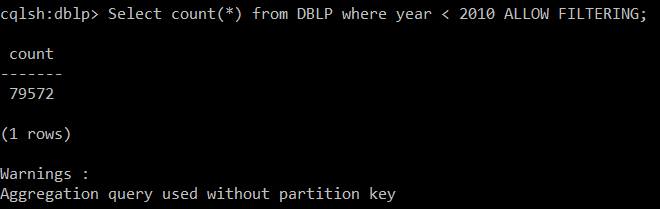 cqlsh:dblp> Select count(*) from DBLP where year < 2010 ALLOW FILTERING;
count
-------
79572
(1 rows)
Warnings :
Aggregation query used without partition key